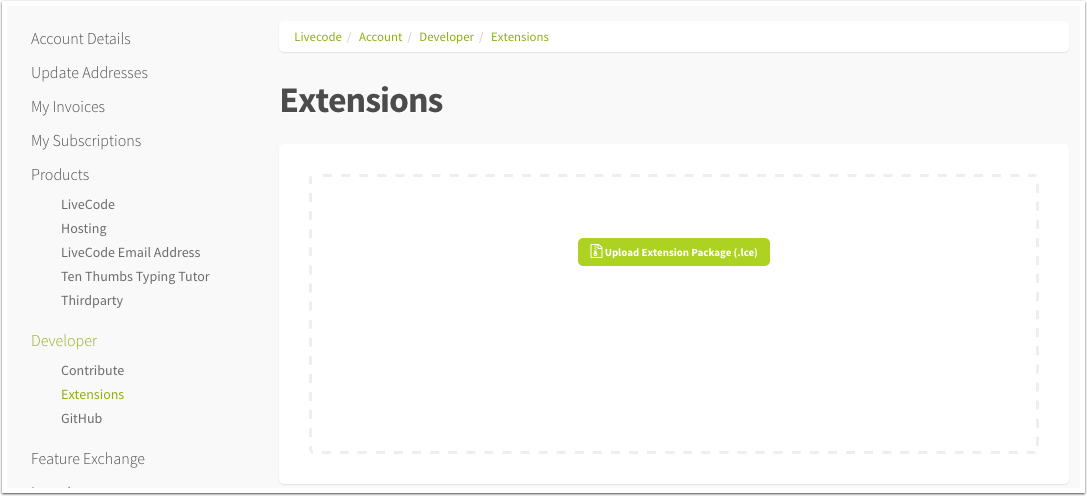 Account Details
Update Addresses
My Invoices
My Subscriptions
Products
LiveCode
Hosting
LiveCode Email Address
Ten Thumbs Typing Tutor
Thirdparty
Developer
Contribute
Extensions
GitHub
Feature Exchange
Livecode / Account / Developer / Extensions
Extensions
Upload Extension Package (.lce)